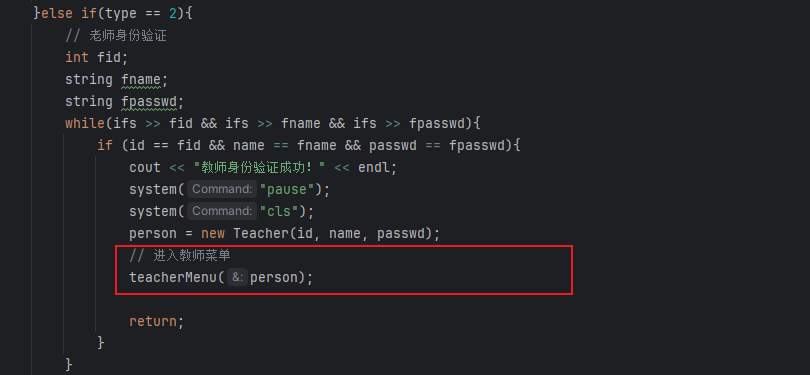 }else if(type == 2){
// 老师身份验证
int fid;
string fname;
string fpasswd;
while(ifs >> fid && ifs >> fname && ifs >> fpasswd){
if (id == fid && name == fname && passwd == fpasswd){
cout << "教师身份验证成功！" << endl;
system( Command: "pause");
system( Command: "cls");
person = new Teacher(id, name, passwd);
// 进入教师菜单
teacherMenu( &: person);
return;
}
}